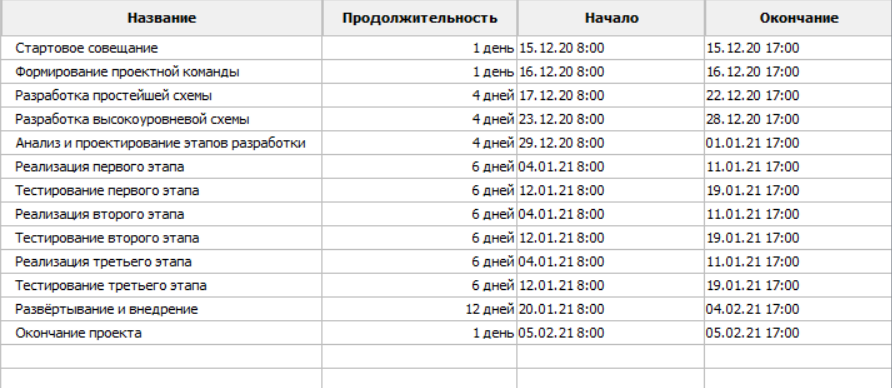 Название Продолжительность Начало Окончание
Стартовое совещание 1 день 15.12.20 8:00 15.12.20 17:00
Формирование проектной команды 1 день 16.12.20 8:00 16.12.20 17:00
Разработка простейшей схемы 4 дней 17.12.20 8:00 22.12.20 17:00
Разработка высокоуровневой схемы 4 дней 23.12.20 8:00 28.12.20 17:00
Анализ и проектирование этапов разработки 4 дней 29.12.20 8:00 01.01.21 17:00
Реализация первого этапа 6 дней 04.01.21 8:00 11.01.21 17:00
Тестирование первого этапа 6 дней 12.01.21 8:00 19.01.21 17:00
Реализация второго этапа 6 дней 04.01.21 8:00 11.01.21 17:00
Тестирование второго этапа 6 дней 12.01.21 8:00 19.01.21 17:00
Реализация третьего этапа 6 дней 04.01.21 8:00 11.01.21 17:00
Тестирование третьего этапа 6 дней 12.01.21 8:00 19.01.21 17:00
Развёртывание и внедрение 12 дней 20.01.21 8:00 04.02.21 17:00
Окончание проекта 1 день 05.02.21 8:00 05.02.21 17:00